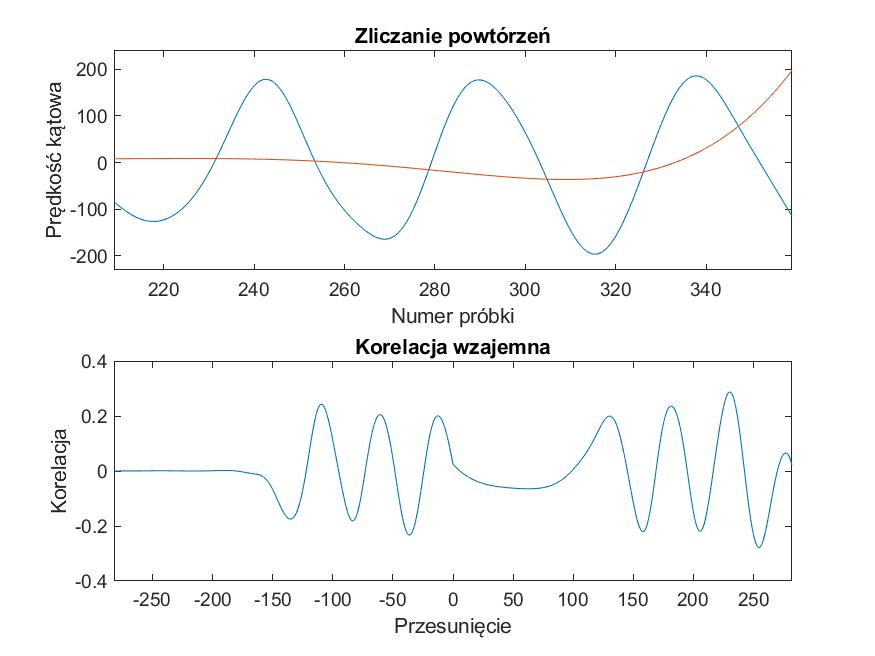 Zliczanie powtórzeń
Prędkość kątowa
200
100
0
-100
-200
220 240 260 280 300 320 340
Numer próbki
Korelacja wzajemna
Korelacja
0.4
0.2
0
-0.2
-0.4
-250 -200 -150 -100 -50 0 50 100 150 200 250
Przesunięcie